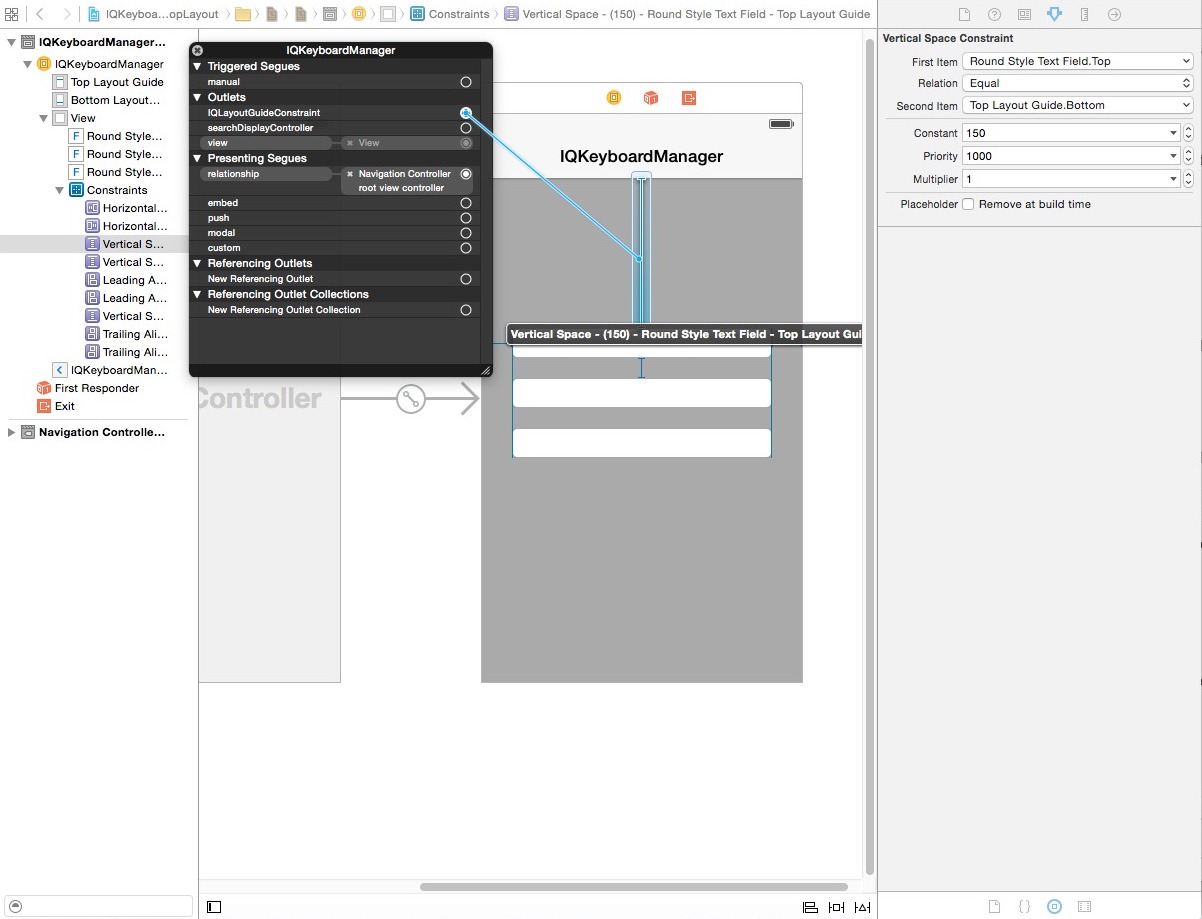 IQKeyboa...opLayout
Constraints
Vertical Space - (150) - Round Style Text Field - Top Layout Guide
IQKeyboardManager...
IQKeyboardManager
Top Layout Guide
Bottom Layout...
View
F Round Style...
F Round Style...
F Round Style...
Constraints
Horizontal...
Horizontal...
Vertical S...
Vertical S...
Leading A...
Leading A...
Vertical S...
Trailing Ali...
Trailing Ali...
IQKeyboardMan...
First Responder
Exit
Navigation Controlle...
IQKeyboardManager
Triggered Segues
manual
Outlets
IQLayoutGuideConstraint
searchDisplayController
view
View
Presenting Segues
relationship
Navigation Controller
root view controller
embed
push
modal
custom
Referencing Outlets
New Referencing Outlet
Referencing Outlet Collections
New Referencing Outlet Collection
Controller
IQKeyboardManager
Vertical Space - (150) - Round Style Text Field - Top Layout Gui
Vertical Space Constraint
First Item Round Style Text Field.Top
Relation Equal
Second Item Top Layout Guide.Bottom
Constant 150
Priority 1000
Multiplier 1
Placeholder Remove at build time